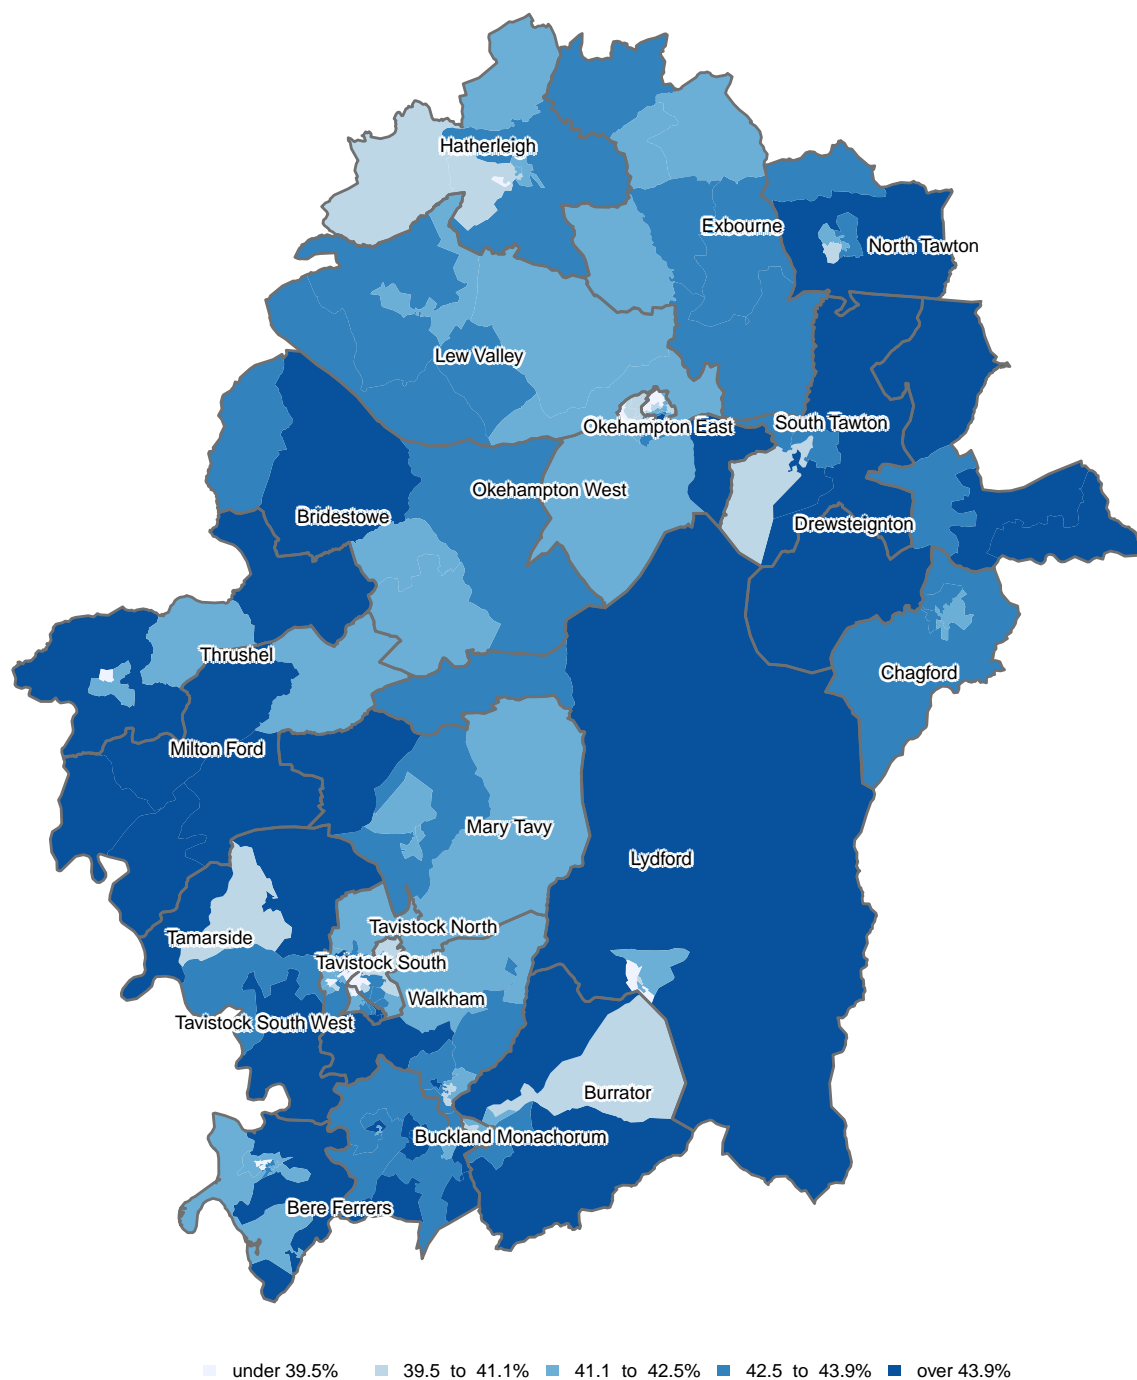 Hatherleigh
Exbourne
North Tawton
Lew Valley
South Tawton
Okehampton East
Okehampton West
Bridestowe
Drewsteignton
Thrushel
Chagford
Milton Ford
Mary Tavy
Lydford
Tavistock North
Tamarside
Tavistock South
Walkham
Tavistock South West
Burrator
Buckland Monachorum
Bere Ferrers
under 39.5% 39.5 to 41.1% 41.1 to 42.5% 42.5 to 43.9% over 43.9%